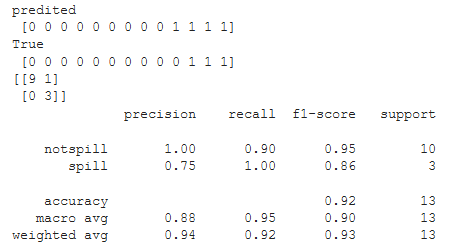 predited
[0 0 0 0 0 0 0 0 0 1 1 1 1]
True
[0 0 0 0 0 0 0 0 0 0 1 1 1]
[[9 1]
[0 3]]
precision recall f1-score support
notspill 1.00 0.90 0.95 10
spill 0.75 1.00 0.86 3
accuracy 0.92 13
macro avg 0.88 0.95 0.90 13
weighted avg 0.94 0.92 0.93 13